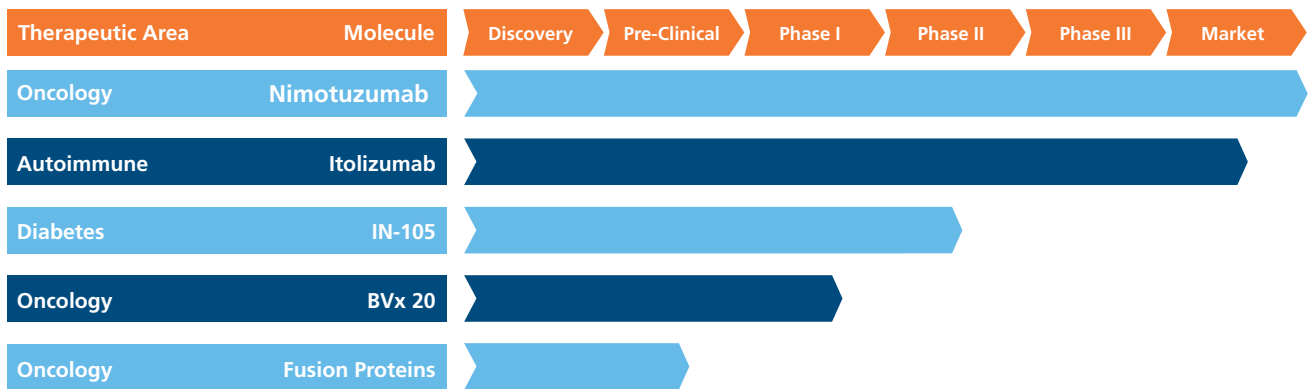 Therapeutic Area Molecule Discovery Pre-Clinical Phase I Phase II Phase III Market
Oncology Nimotuzumab
Autoimmune Itolizumab
Diabetes IN-105
Oncology BVx 20
Oncology Fusion Proteins